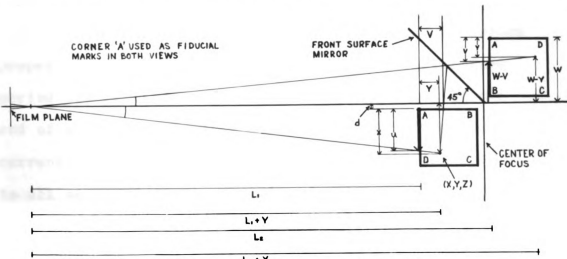 CORNER 'A' USED AS FIDUCIAL
MARKS IN BOTH VIEWS
FRONT SURFACE
MIRROR
V
Y
A
D
V
Y
W-V
W-Y
W
B
C
45°
FILM PLANE
d
X
U
A
B
D
C
(X,Y,Z)
CENTER OF
FOCUS
L₁
L₁ + Y
L₂